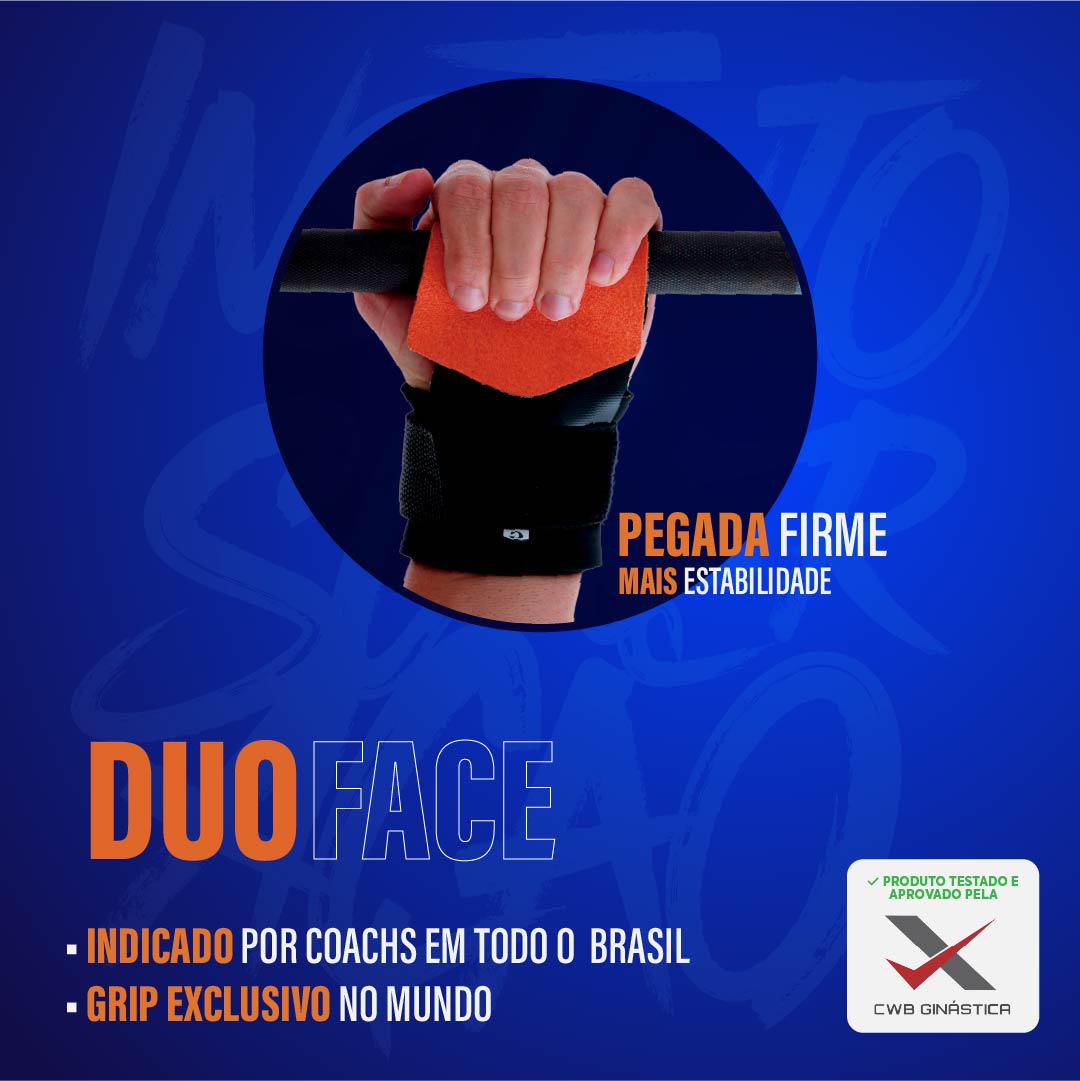 PEGADA FIRME
MAIS ESTABILIDADE
DUO FACE
▪ INDICADO POR COACHS EM TODO O BRASIL
▪ GRIP EXCLUSIVO NO MUNDO
✓ PRODUTO TESTADO E
APROVADO PELA
CWB GINÁSTICA